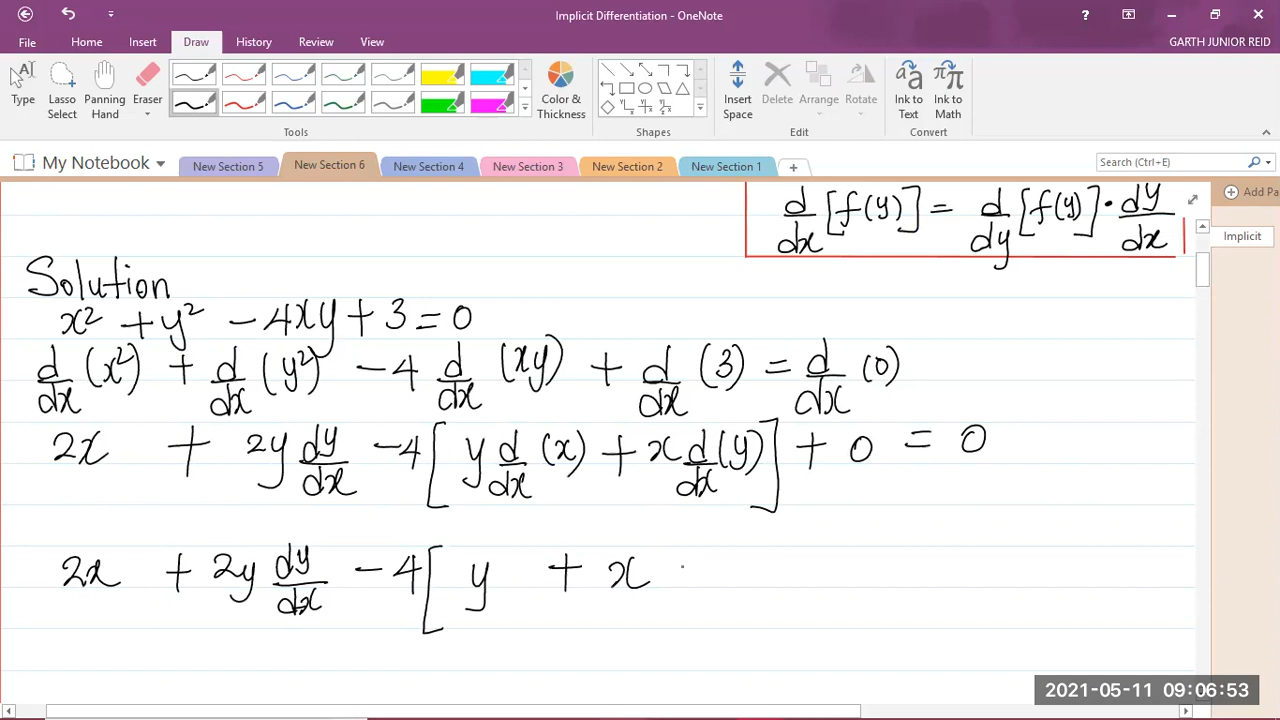 Implicit Differentiation - OneNote
File Home Insert Draw History Review View GARTH JUNIOR REID
Type Lasso Select Panning Hand Eraser Color & Thickness Insert Space Delete Arrange Rotate Ink to Text Ink to Math
Tools Shapes Edit Convert
My Notebook New Section 5 New Section 6 New Section 4 New Section 3 New Section 2 New Section 1 + Search (Ctrl+E)
Add Pa
Implicit
d/dx [f(y)] = d/dy [f(y)] • dy/dx
Solution
x² + y² - 4xy + 3 = 0
d/dx (x²) + d/dx (y²) - 4 d/dx (xy) + d/dx (3) = d/dx (0)
2x + 2y dy/dx - 4 [ y d/dx (x) + x d/dx (y) ] + 0 = 0
2x + 2y dy/dx - 4 [ y + x
2021-05-11 09:06:53